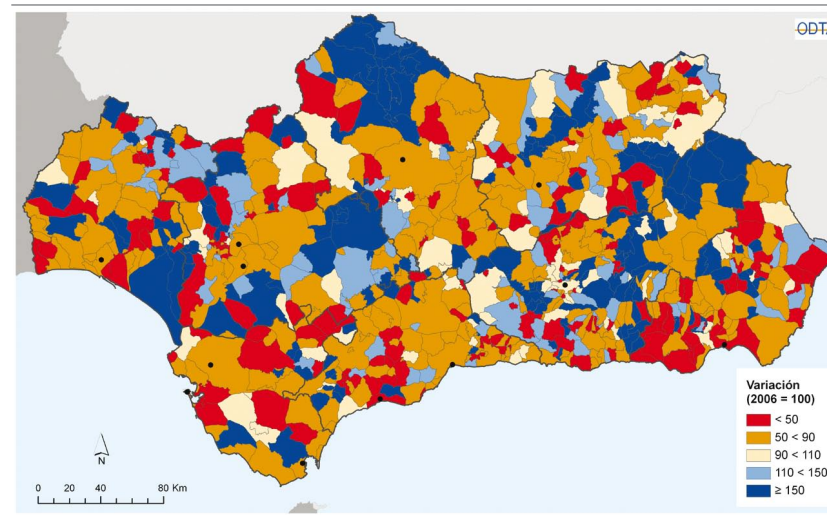 ODT
Variación
(2006 = 100)
< 50
50 < 90
90 < 110
110 < 150
≥ 150
N
0 20 40 80 Km